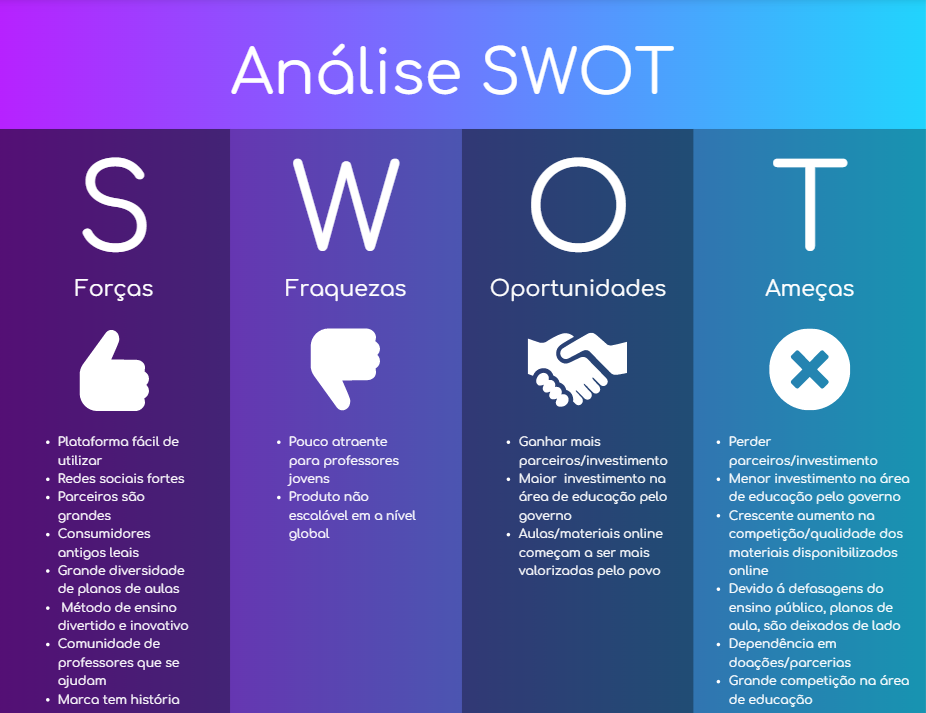 Análise SWOT
S
Forças
• Plataforma fácil de
utilizar
• Redes sociais fortes
• Parceiros são
grandes
• Consumidores
antigos leais
• Grande diversidade
de planos de aulas
• Método de ensino
divertido e inovativo
• Comunidade de
professores que se
ajudam
• Marca tem história
W
Fraquezas
• Pouco atraente
para professores
jovens
• Produto não
escalável em a nível
global
O
Oportunidades
• Ganhar mais
parceiros/investimento
• Maior investimento na
área de educação pelo
governo
• Aulas/materiais online
começam a ser mais
valorizadas pelo povo
T
Ameças
• Perder
parceiros/investimento
• Menor investimento na área
de educação pelo governo
• Crescente aumento na
competição/qualidade dos
materiais disponibilizados
online
• Devido á defasagens do
ensino público, planos de
aula, são deixados de lado
• Dependência em
doações/parcerias
• Grande competição na área
de educação